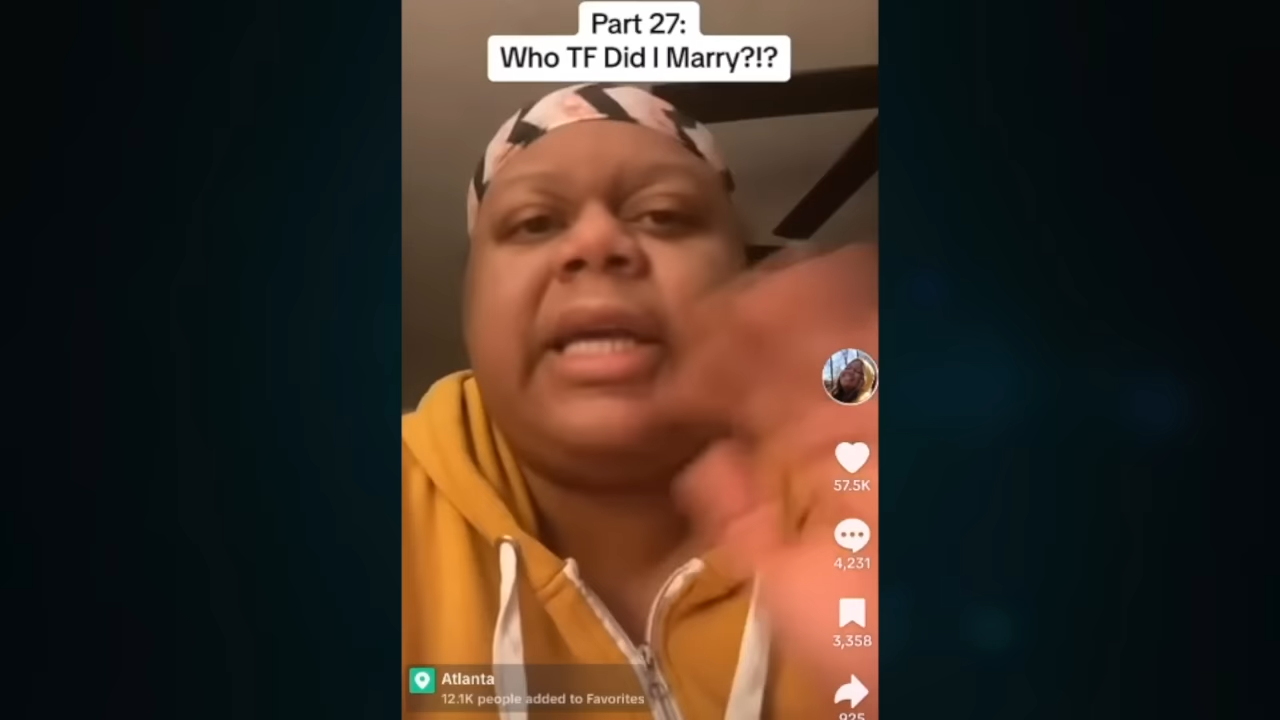 Part 27:
Who TF Did I Marry?!?
57.5K
4,231
3,358
Atlanta
12.1K people added to Favorites
925